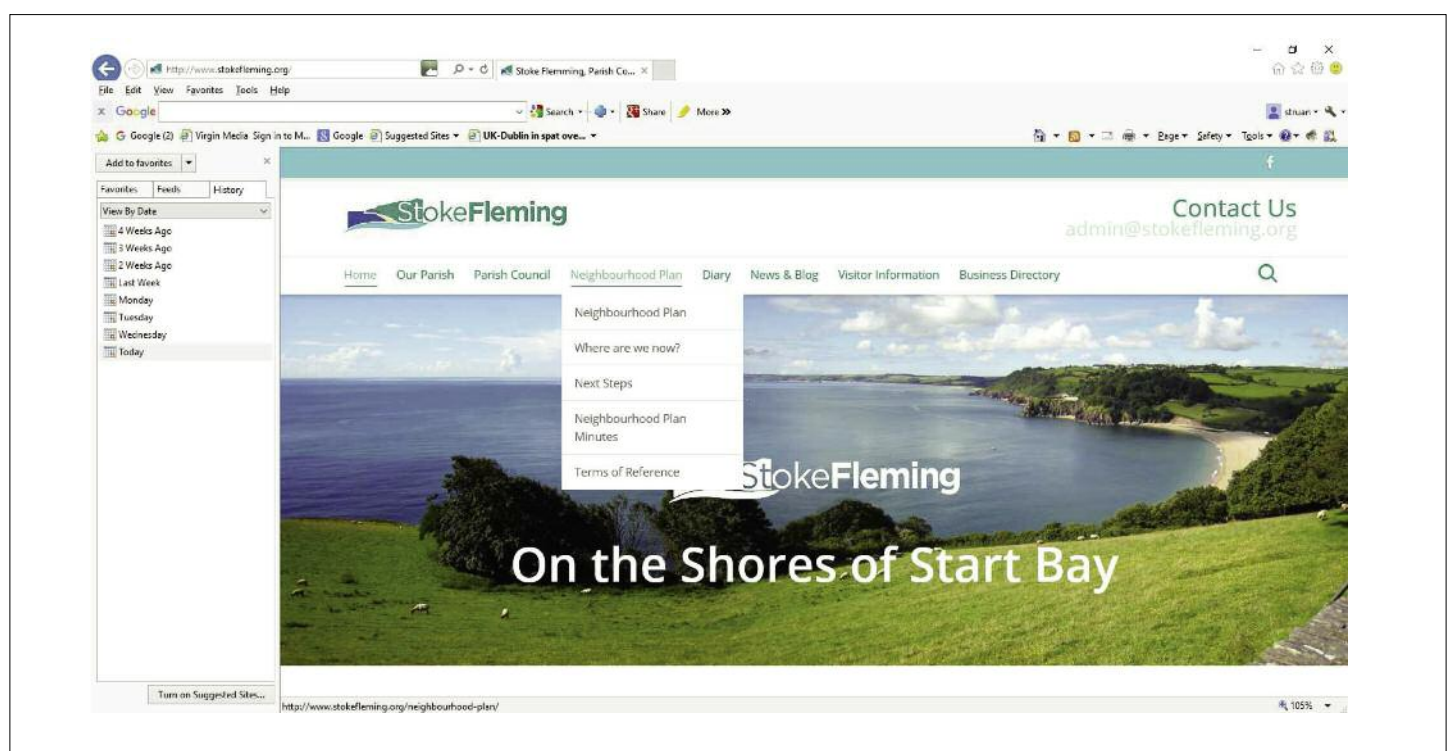 http://www.stokefleming.org/
Stoke Flemming, Parish Co...
File Edit View Favorites Tools Help
x Google Search Share More >> stuan
Google (2) Virgin Media Sign in to M... Google Suggested Sites UK-Dublin in spat ove... Page Safety Tools
Add to favorites
Favorites Feeds History
View By Date
4 Weeks Ago
3 Weeks Ago
2 Weeks Ago
Last Week
Monday
Tuesday
Wednesday
Today
Turn on Suggested Sites...
f
StokeFleming
Contact Us
admin@stokefleming.org
Home Our Parish Parish Council Neighbourhood Plan Diary News & Blog Visitor Information Business Directory
Neighbourhood Plan
Where are we now?
Next Steps
Neighbourhood Plan
Minutes
Terms of Reference
StokeFleming
On the Shores of Start Bay
http://www.stokefleming.org/neighbourhood-plan/
105%